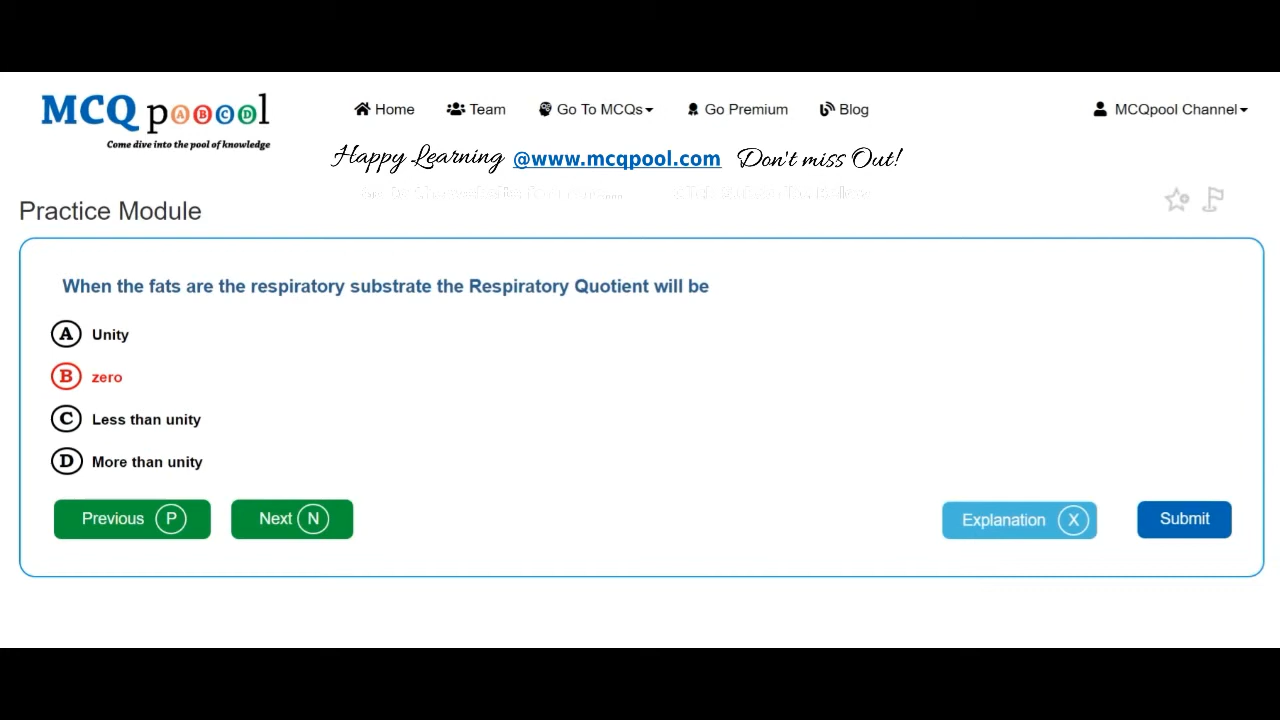 MCQ pooool
Come dive into the pool of knowledge
Home Team Go To MCQs Go Premium Blog MCQpool Channel
Happy Learning @www.mcqpool.com Don't miss Out!
Practice Module
When the fats are the respiratory substrate the Respiratory Quotient will be
A Unity
B zero
C Less than unity
D More than unity
Previous P Next N Explanation X Submit